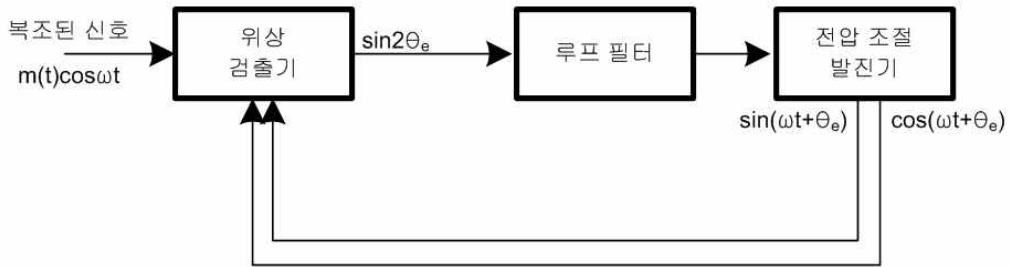 복조된 신호
m(t)cosωt
위상
검출기
sin2θₑ
루프 필터
전압 조절
발진기
sin(ωt+θₑ)
cos(ωt+θₑ)